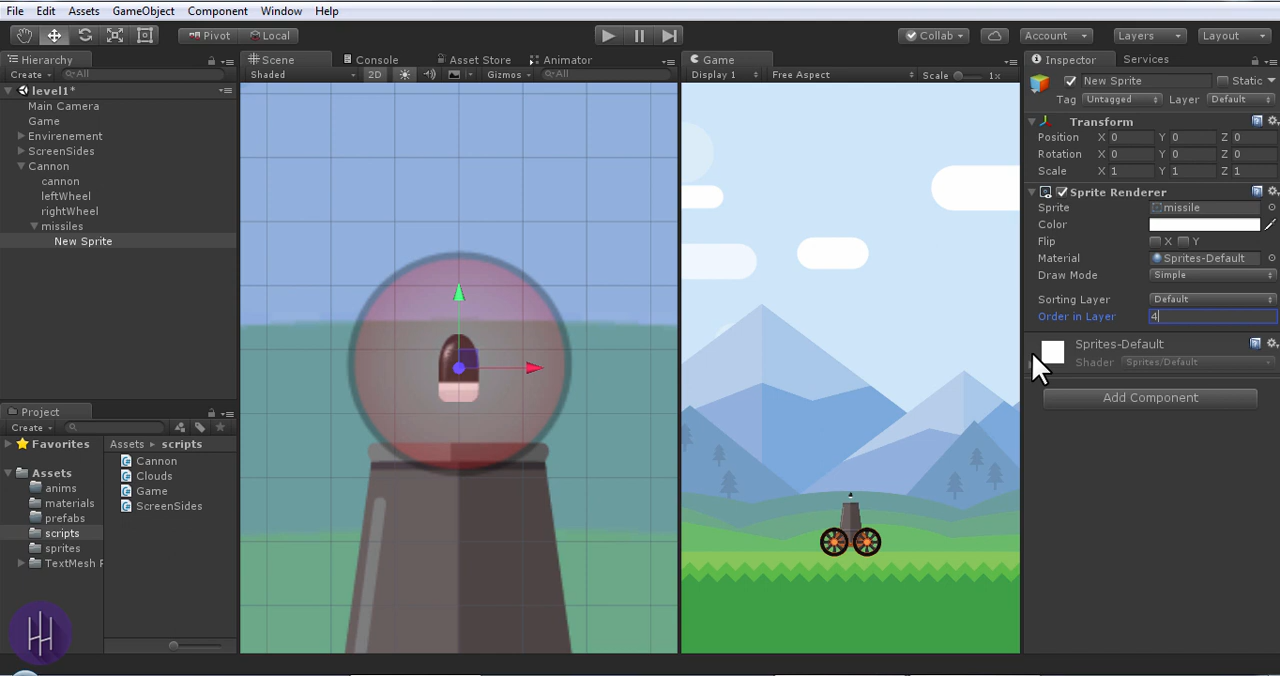 File Edit Assets GameObject Component Window Help
Pivot Local Collab Account Layers Layout
Hierarchy
Create All
level1*
Main Camera
Game
Envirenement
ScreenSides
Cannon
cannon
leftWheel
rightWheel
missiles
New Sprite
Project
Create
Favorites
Assets
anims
materials
prefabs
scripts
sprites
TextMesh
Assets scripts
Cannon
Clouds
Game
ScreenSides
Scene Console Asset Store Animator
Shaded 2D Gizmos All
Game
Display 1 Free Aspect Scale 1x
Inspector Services
New Sprite Static
Tag Untagged Layer Default
Transform
Position X 0 Y 0 Z 0
Rotation X 0 Y 0 Z 0
Scale X 1 Y 1 Z 1
Sprite Renderer
Sprite missile
Color
Flip X Y
Material Sprites-Default
Draw Mode Simple
Sorting Layer Default
Order in Layer 4
Sprites-Default
Shader Sprites/Default
Add Component